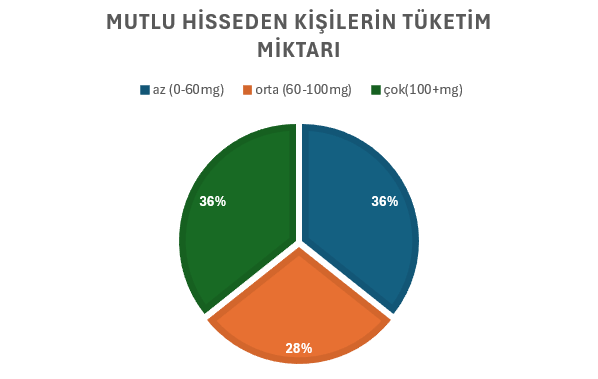 MUTLU HİSSEDEN KİŞİLERİN TÜKETİM
MİKTARI
az (0-60mg) orta (60-100mg) çok(100+mg)
36% 36%
28%